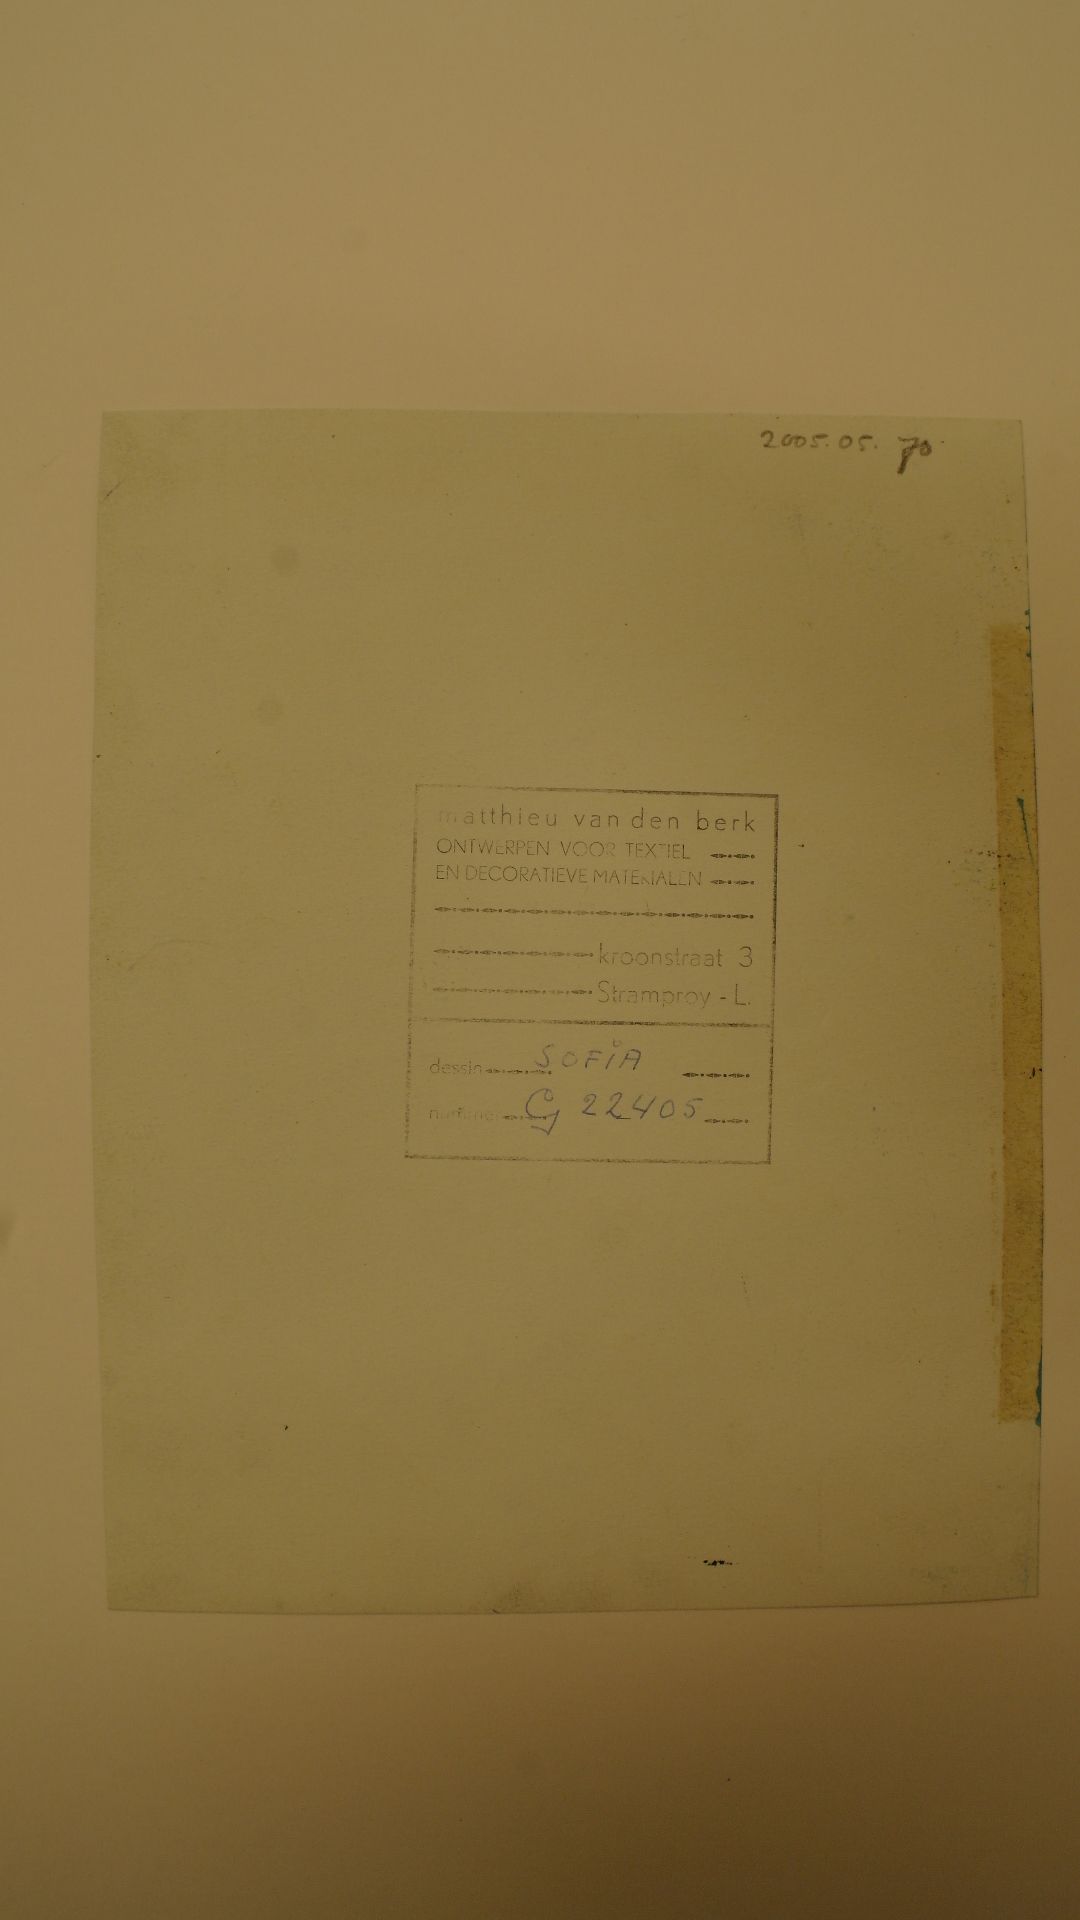 2005.05. 70
matthieu van den berk
ONTWERPEN VOOR TEXTIEL
EN DECORATIEVE MATERIALEN
kroonstraat 3
Stramproy - L.
dessin SOFIA
nummer G 22405